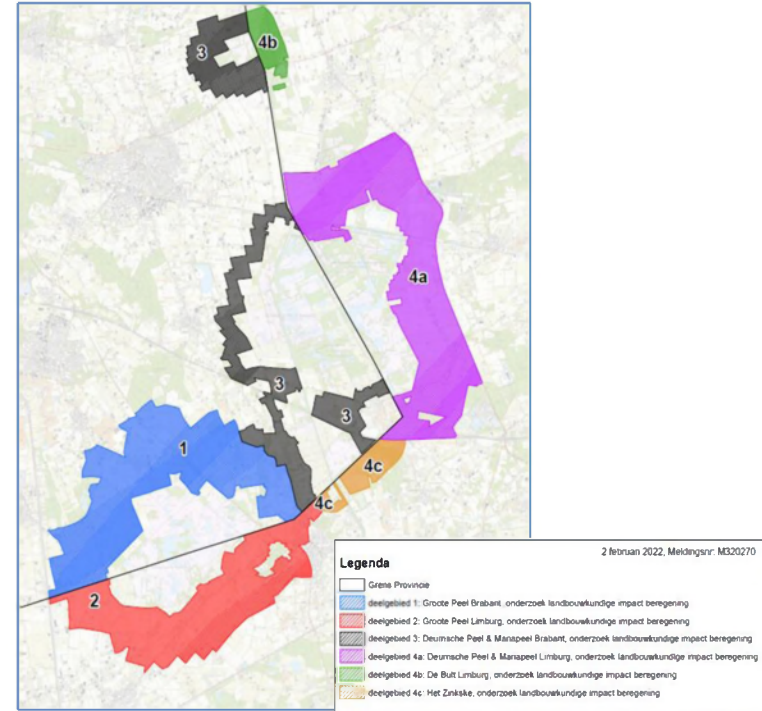 3
4b
4a
3
3
1
4c
4c
2
2 februari 2022, Meldingsnr: M320270
Legenda
Grens Provincie
deelgebied 1: Groote Peel Brabant, onderzoek landbouwkundige impact beregening
deelgebied 2: Groote Peel Limburg, onderzoek landbouwkundige impact beregening
deelgebied 3: Deurnsche Peel & Mariapeel Brabant, onderzoek landbouwkundige impact beregening
deelgebied 4a: Deurnsche Peel & Mariapeel Limburg, onderzoek landbouwkundige impact beregening
deelgebied 4b: De Bult Limburg, onderzoek landbouwkundige impact beregening
deelgebied 4c: Het Zinkske, onderzoek landbouwkundige impact beregening